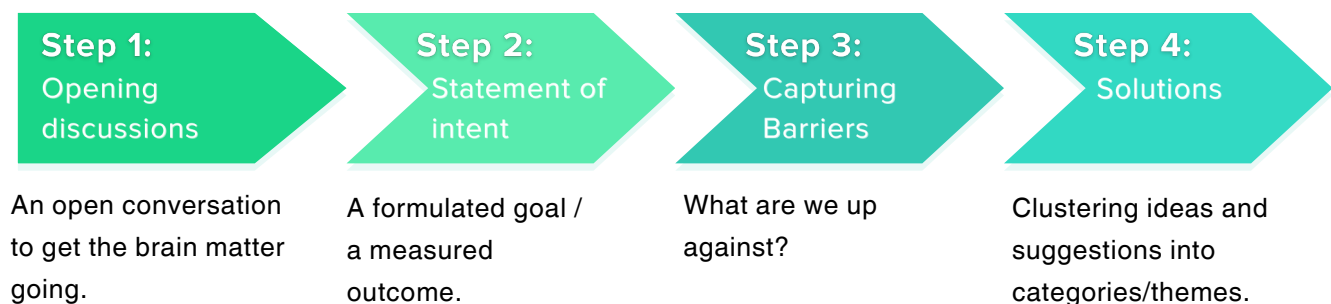 Step 1:
Opening
discussions
An open conversation
to get the brain matter
going.
Step 2:
Statement of
intent
A formulated goal /
a measured
outcome.
Step 3:
Capturing
Barriers
What are we up
against?
Step 4:
Solutions
Clustering ideas and
suggestions into
categories/themes.